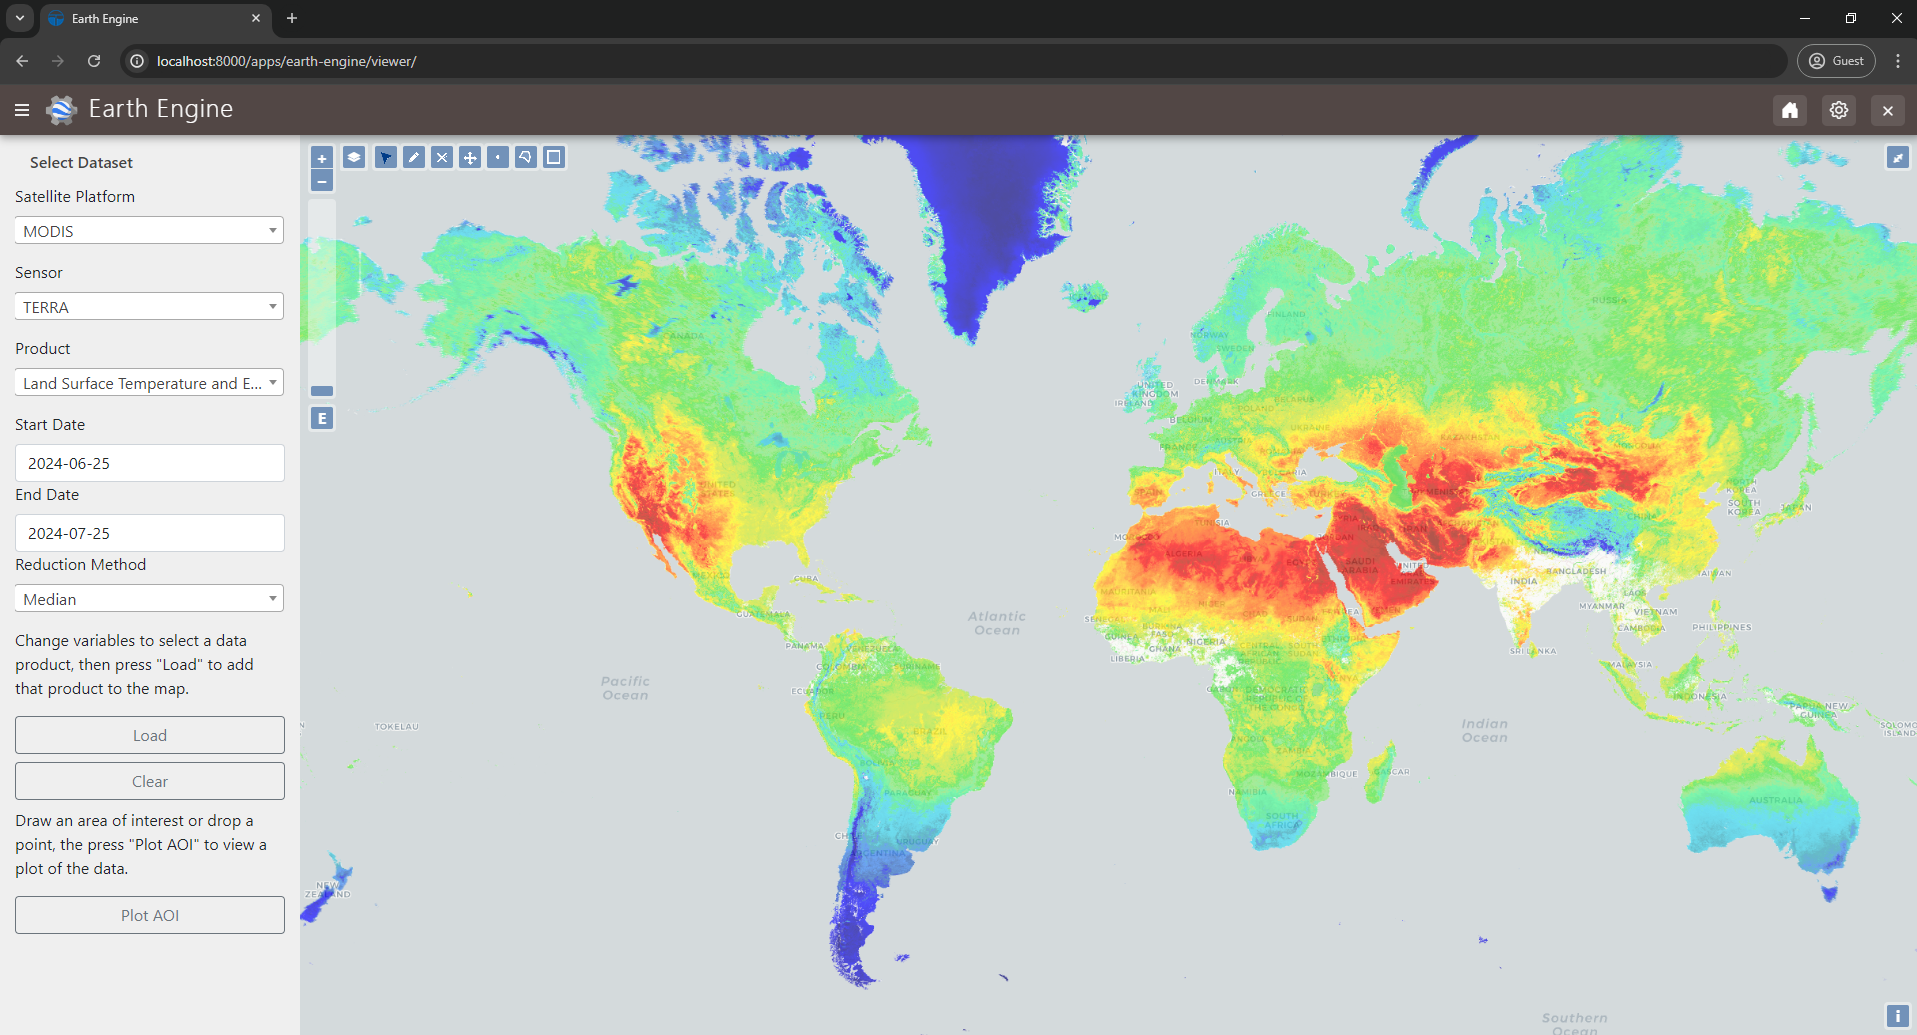 Earth Engine
localhost:8000/apps/earth-engine/viewer/
Guest
Earth Engine
Select Dataset
Satellite Platform
MODIS
Sensor
TERRA
Product
Land Surface Temperature and E...
Start Date
2024-06-25
End Date
2024-07-25
Reduction Method
Median
Change variables to select a data
product, then press "Load" to add
that product to the map.
Load
Clear
Draw an area of interest or drop a
point, the press "Plot AOI" to view a
plot of the data.
Plot AOI
+
−
E
i
CANADA
UNITED
STATES
MEXICO
CUBA
GUATEMALA
PANAMA
VENEZUELA
COLOMBIA
SURINAME
ECUADOR
PERU
BRAZIL
BOLIVIA
PARAGUAY
URUGUAY
ARGENTINA
Pacific
Ocean
TOKELAU
NEW
ZEALAND
Atlantic
Ocean
FINLAND
NORWAY
SWEDEN
RUSSIA
DENMARK
UNITED
KINGDOM
IRELAND
BELARUS
POLAND
BELGIUM
UKRAINE
AUSTRIA
FRANCE
KAZAKHSTAN
MONGOLIA
ITALY
BULGARIA
SPAIN
GREECE
TUNISIA
NORTH
KOREA
SOUTH
KOREA
JAPAN
CHINA
IRAN
ALGERIA
EGYPT
SAUDI
ARABIA
UNITED
ARAB
EMIRATES
INDIA
BANGLADESH
TAIWAN
MYANMAR
LAOS
VIETNAM
CAMBODIA
PHILIPPINES
SRI LANKA
MALAYSIA
INDONESIA
PAPUA NEW
GUINEA
MAURITANIA
MALI
NIGER
CHAD
SUDAN
ERITREA
YEMEN
SENEGAL
BURKINA
FASO
GUINEA
GHANA
NIGERIA
LIBERIA
CENTRAL
AFRICAN
REPUBLIC
SOUTH
SUDAN
ETHIOPIA
KENYA
GABON
DEMOCRATIC
REPUBLIC OF
THE CONGO
ANGOLA
ZAMBIA
MOZAMBIQUE
NAMIBIA
SOUTH
AFRICA
Indian
Ocean
AUSTRALIA
Southern
Ocean